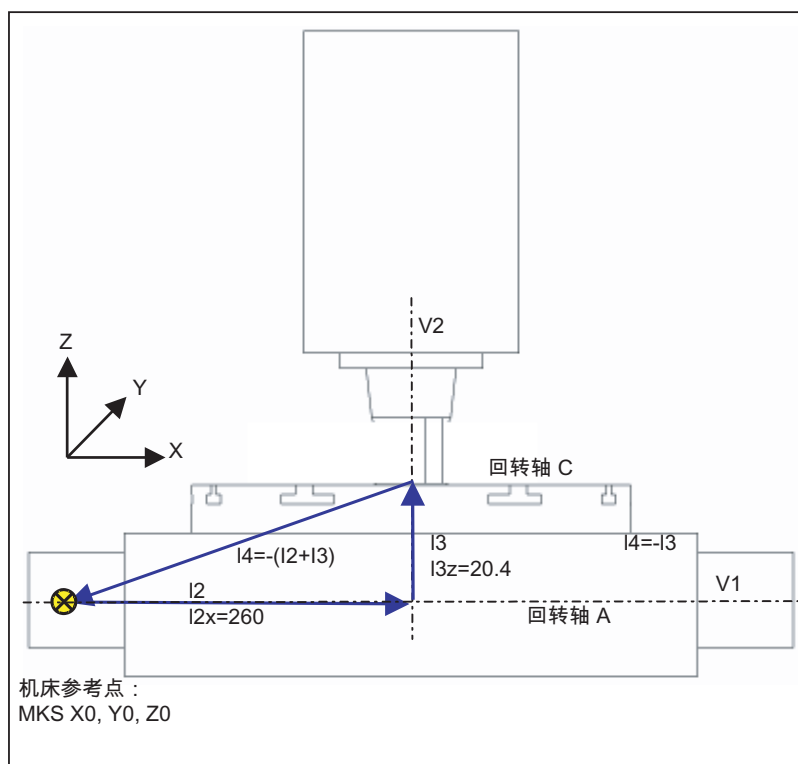 V2
Z
Y
X
回转轴 C
l4=-(l2+l3)
l3
l4=-l3
l3z=20.4
l2
V1
l2x=260
回转轴 A
机床参考点：
MKS X0, Y0, Z0